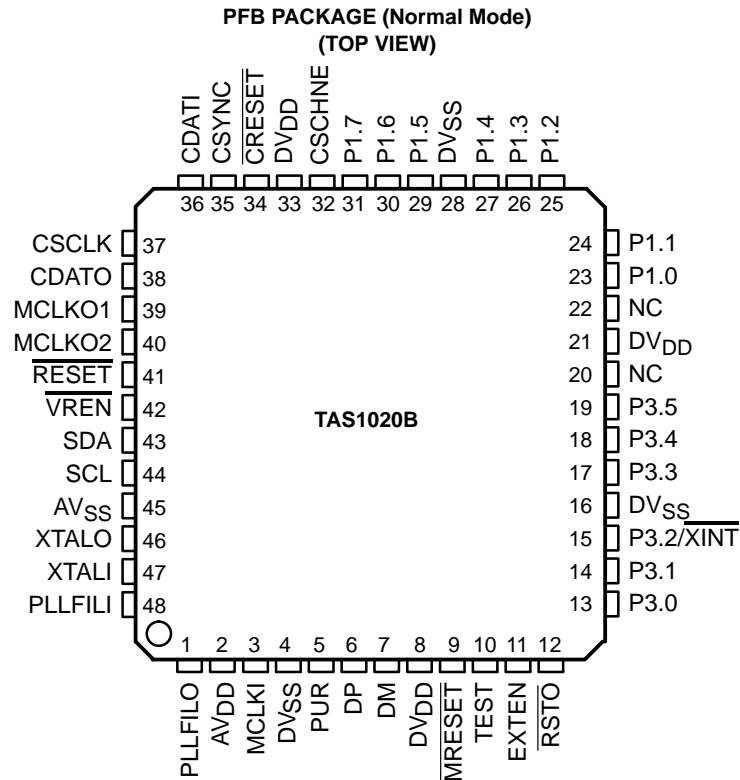 PFB PACKAGE (Normal Mode)
(TOP VIEW)
CDATI
CSYNC
CRESET
DVDD
CSCHNE
P1.7
P1.6
P1.5
DVSS
P1.4
P1.3
P1.2
36 35 34 33 32 31 30 29 28 27 26 25
CSCLK 37
CDATO 38
MCLKO1 39
MCLKO2 40
RESET 41
VREN 42
SDA 43
SCL 44
AVSS 45
XTALO 46
XTALI 47
PLLFILI 48
TAS1020B
24 P1.1
23 P1.0
22 NC
21 DVDD
20 NC
19 P3.5
18 P3.4
17 P3.3
16 DVSS
15 P3.2/XINT
14 P3.1
13 P3.0
1 2 3 4 5 6 7 8 9 10 11 12
PLLFILO
AVDD
MCLKI
DVSS
PUR
DP
DM
DVDD
MRESET
TEST
EXTEN
RSTO